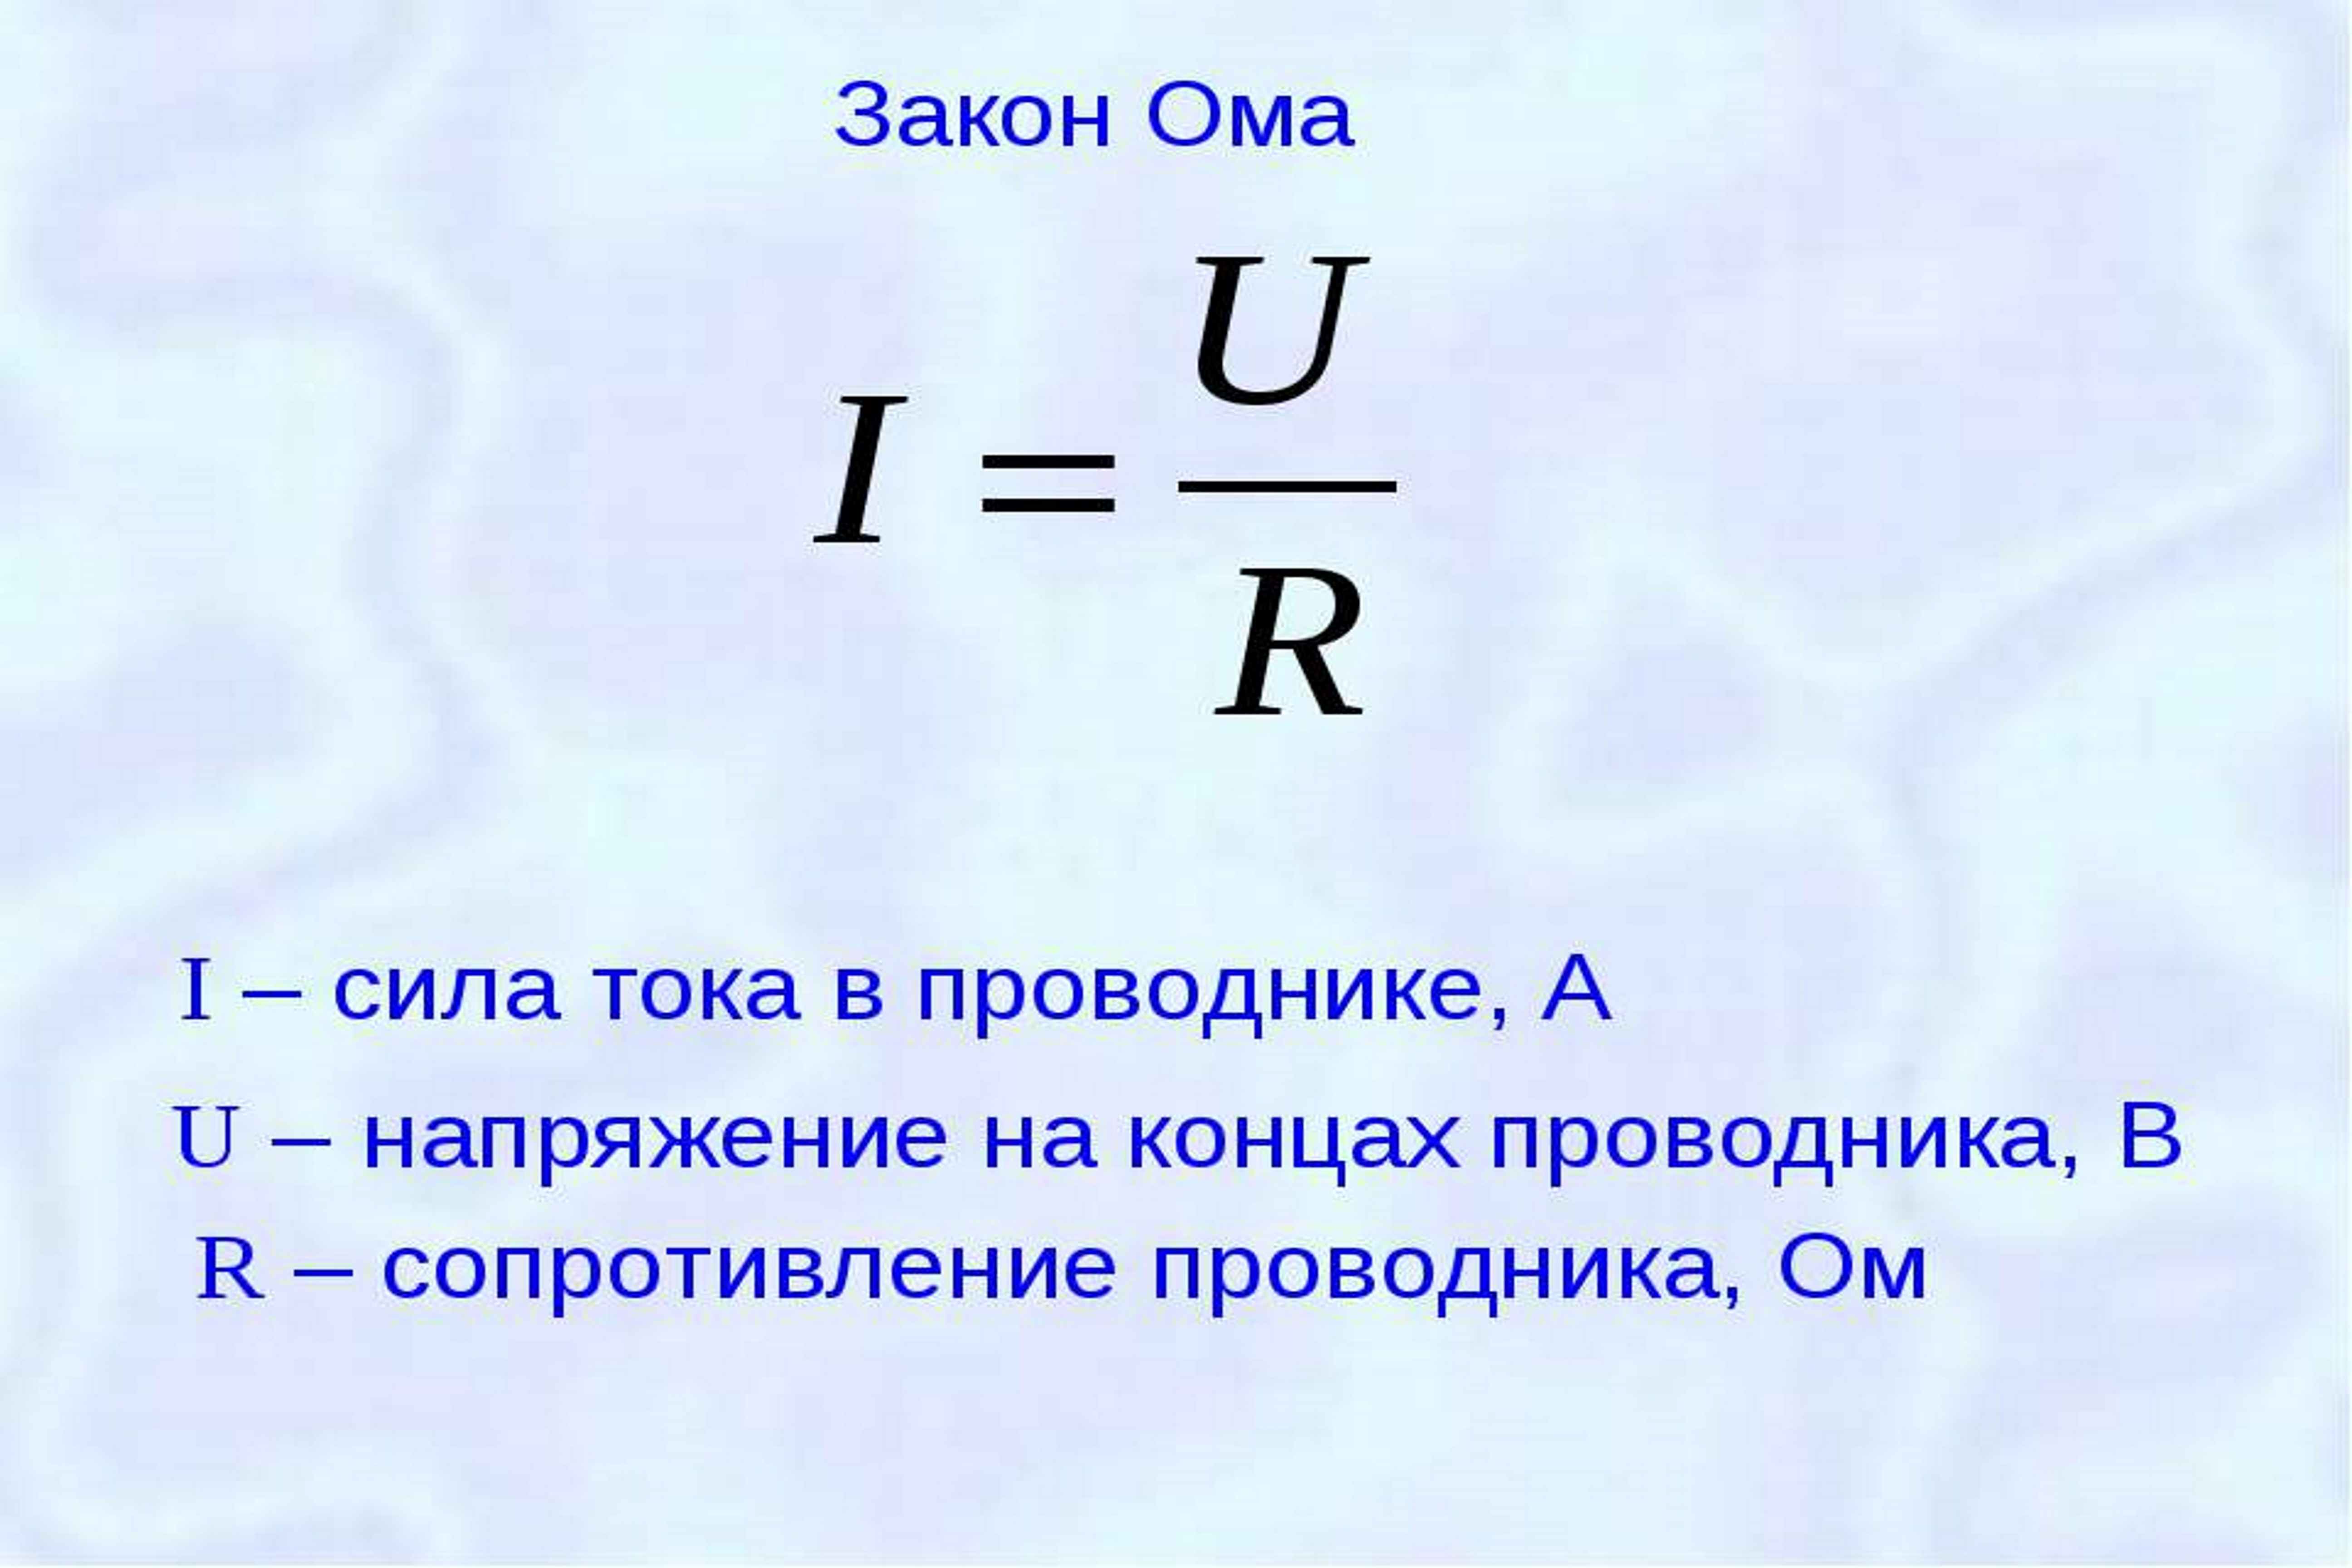 Закон Ома
I = U / R
I – сила тока в проводнике, А
U – напряжение на концах проводника, В
R – сопротивление проводника, Ом